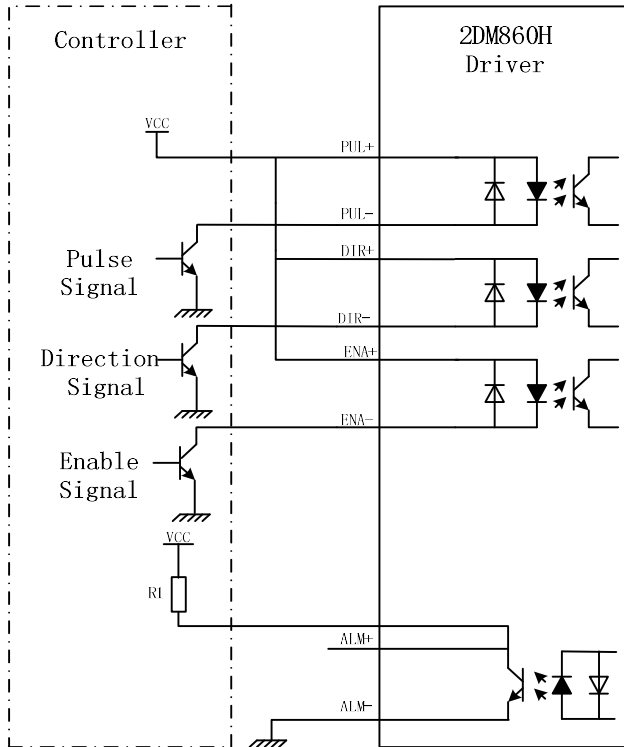 Controller
2DM860H
Driver
VCC
PUL+
PUL-
Pulse
Signal
DIR+
DIR-
Direction
Signal
ENA+
ENA-
Enable
Signal
VCC
R1
ALM+
ALM-